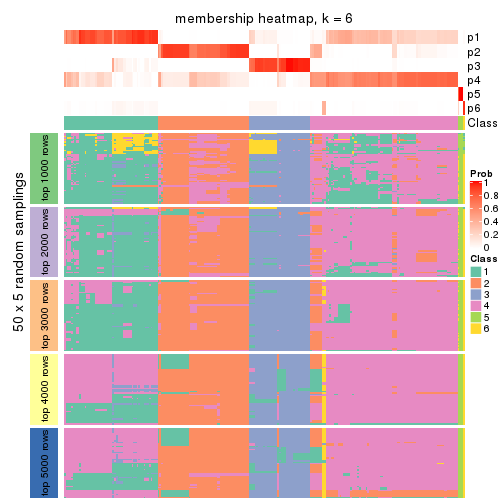 membership heatmap, k = 6
p1
p2
p3
p4
p5
p6
Class
50 x 5 random samplings
top 1000 rows
top 2000 rows
top 3000 rows
top 4000 rows
top 5000 rows
Prob
1
0.8
0.6
0.4
0.2
0
Class
1
2
3
4
5
6